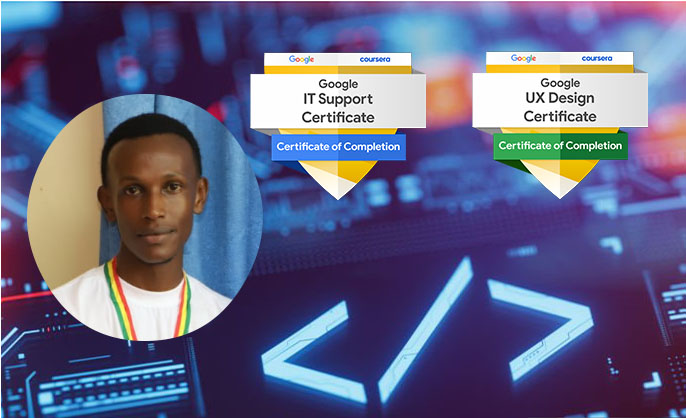 Google coursera
Google
IT Support
Certificate
Certificate of Completion
Google coursera
Google
UX Design
Certificate
Certificate of Completion
</>